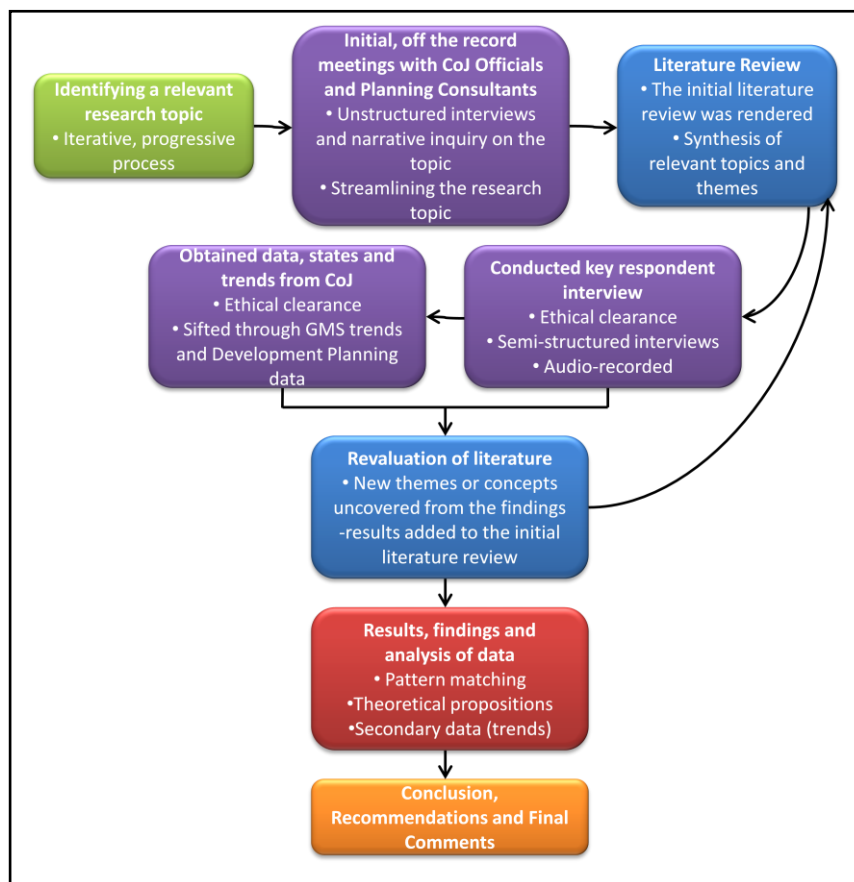 Identifying a relevant
research topic
• Iterative, progressive
process
Initial, off the record
meetings with CoJ Officials
and Planning Consultants
• Unstructured interviews
and narrative inquiry on the
topic
• Streamlining the research
topic
Literature Review
• The initial literature
review was rendered
• Synthesis of
relevant topics and
themes
Obtained data, states and
trends from CoJ
• Ethical clearance
• Sifted through GMS trends
and Development Planning
data
Conducted key respondent
interview
• Ethical clearance
• Semi-structured interviews
• Audio-recorded
Revaluation of literature
• New themes or concepts
uncovered from the findings
-results added to the initial
literature review
Results, findings and
analysis of data
• Pattern matching
•Theoretical propositions
•Secondary data (trends)
Conclusion,
Recommendations and Final
Comments